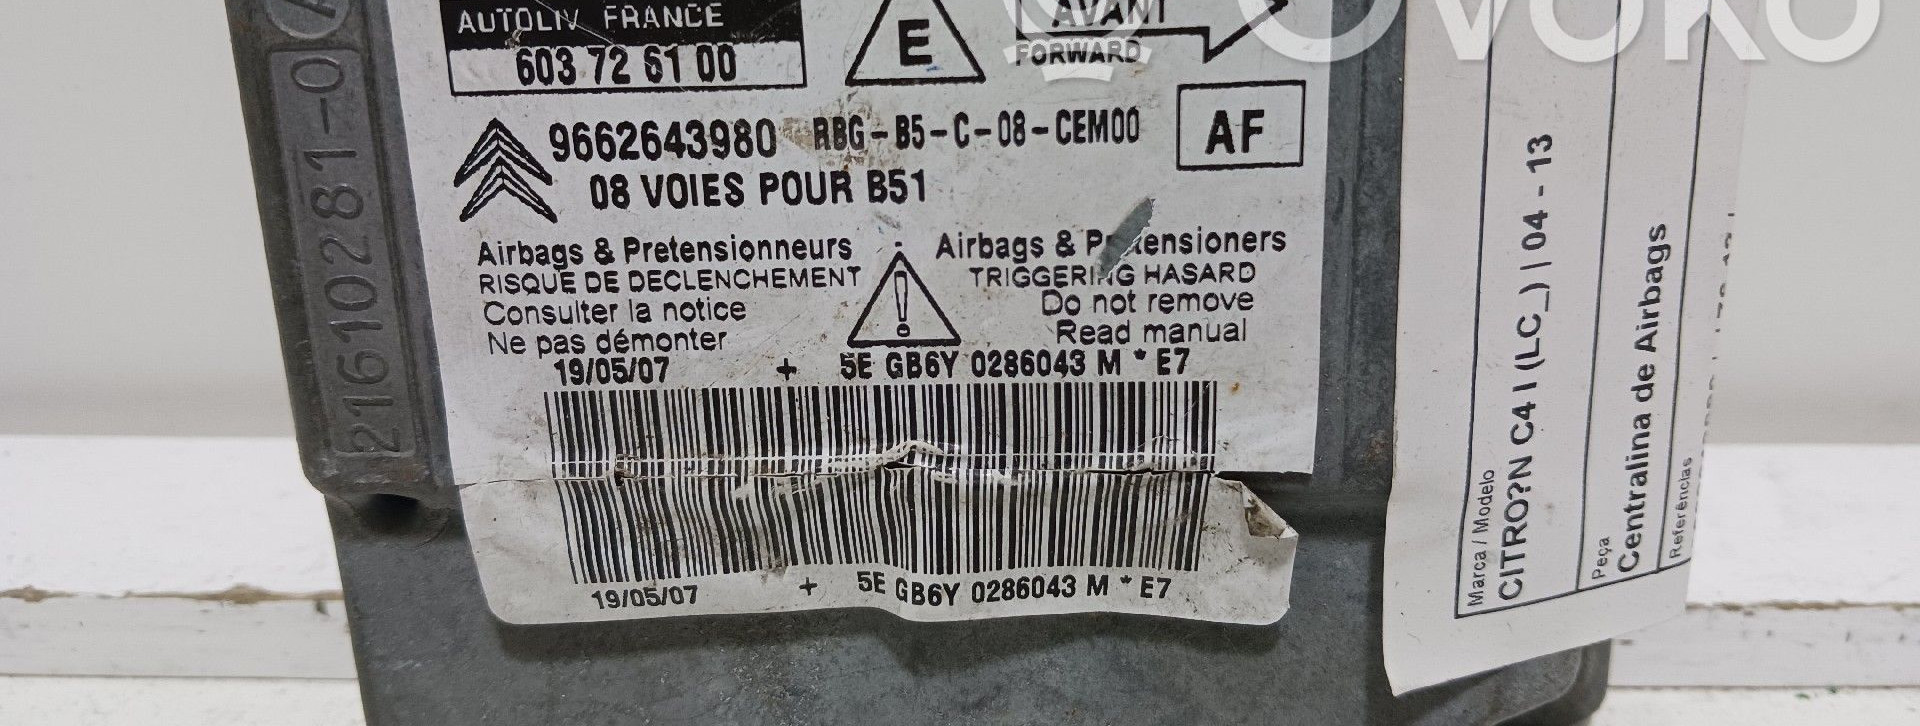 AUTOLIV FRANCE
603 72 61 00
E
AVANT
FORWARD
OVOKO
9662643980 RBG-B5-C-08-CEM00
AF
08 VOIES POUR B51
Airbags & Pretensionneurs
RISQUE DE DECLENCHEMENT
Consulter la notice
Ne pas démonter
Airbags & Pretensioners
TRIGGERING HASARD
Do not remove
Read manual
19/05/07 + 5E GB6Y 0286043 M * E7
19/05/07 + 5E GB6Y 0286043 M * E7
21610281-0
Marca / Modelo
CITRO?N C4 I (LC_) | 04 - 13
Peça
Centralina de Airbags
Referências